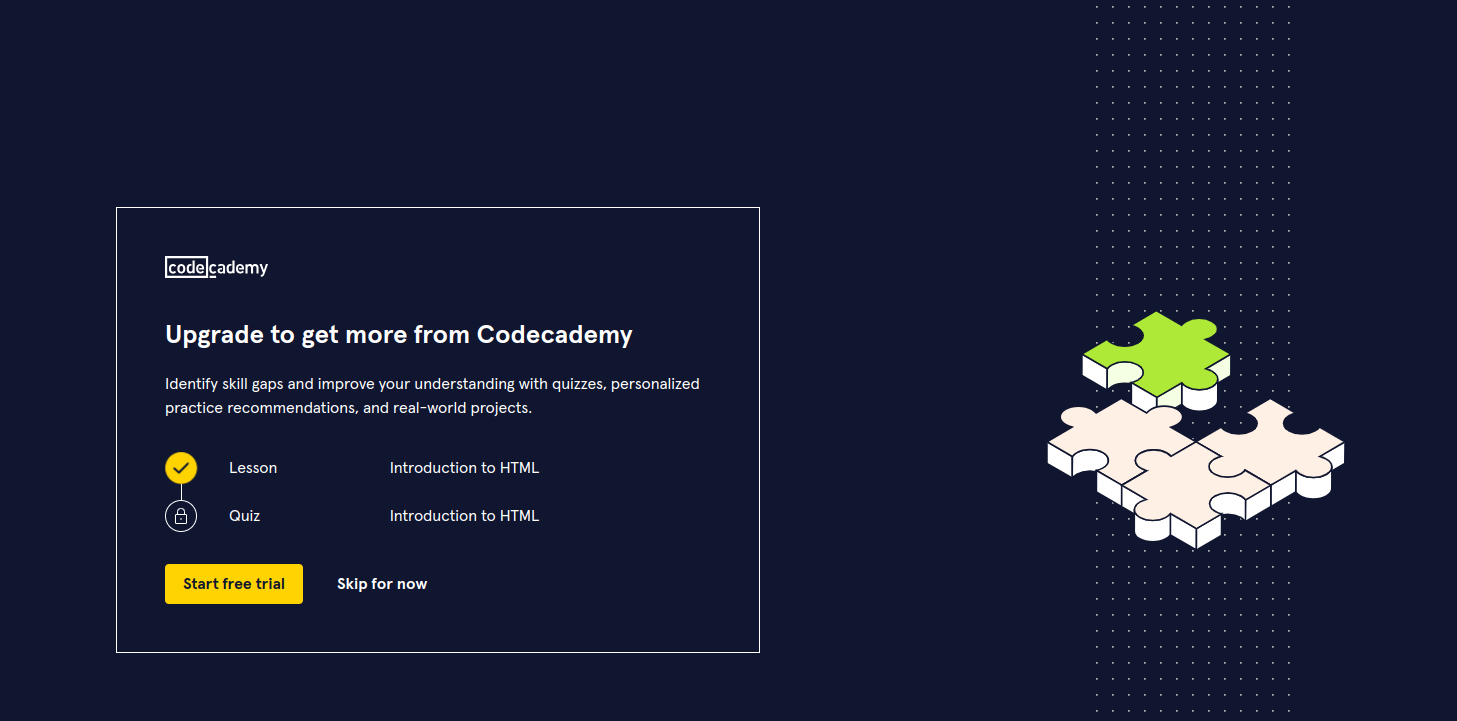 codecademy
Upgrade to get more from Codecademy
Identify skill gaps and improve your understanding with quizzes, personalized
practice recommendations, and real-world projects.
Lesson Introduction to HTML
Quiz Introduction to HTML
Start free trial Skip for now